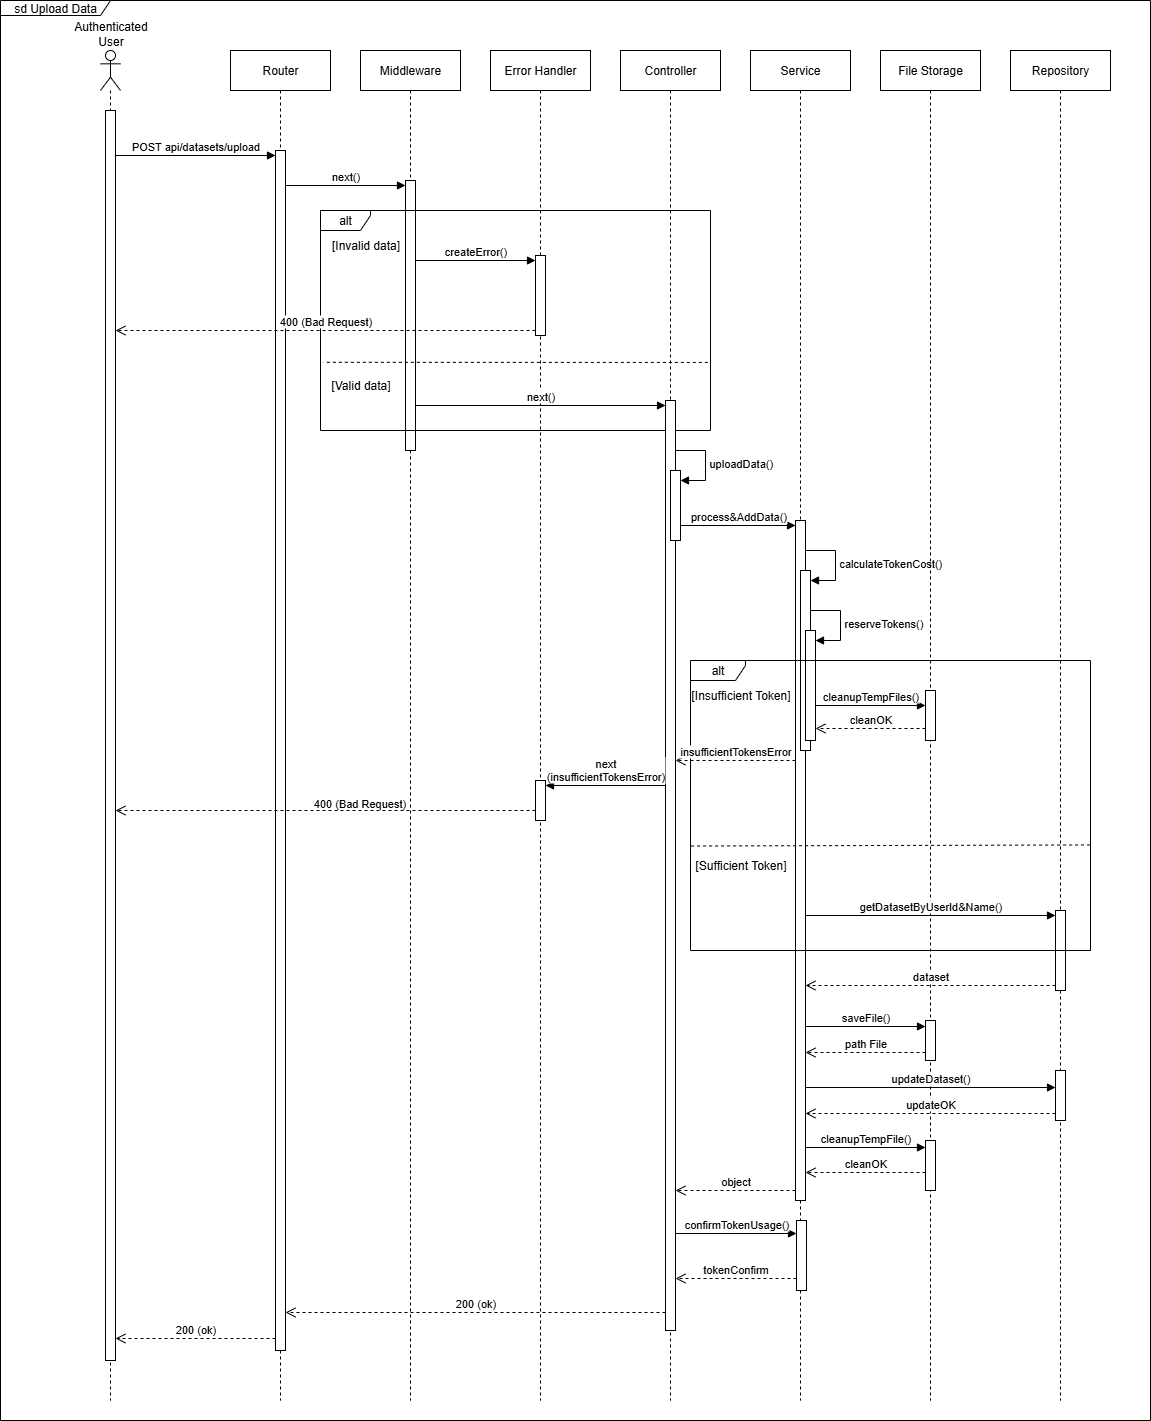 sd Upload Data
Authenticated
User
Router
Middleware
Error Handler
Controller
Service
File Storage
Repository
POST api/datasets/upload
next()
alt
[Invalid data]
createError()
400 (Bad Request)
[Valid data]
next()
uploadData()
process&AddData()
calculateTokenCost()
reserveTokens()
alt
[Insufficient Token]
cleanupTempFiles()
cleanOK
insufficientTokensError
next
(insufficientTokensError)
400 (Bad Request)
[Sufficient Token]
getDatasetByUserId&Name()
dataset
saveFile()
path File
updateDataset()
updateOK
cleanupTempFile()
cleanOK
object
confirmTokenUsage()
tokenConfirm
200 (ok)
200 (ok)